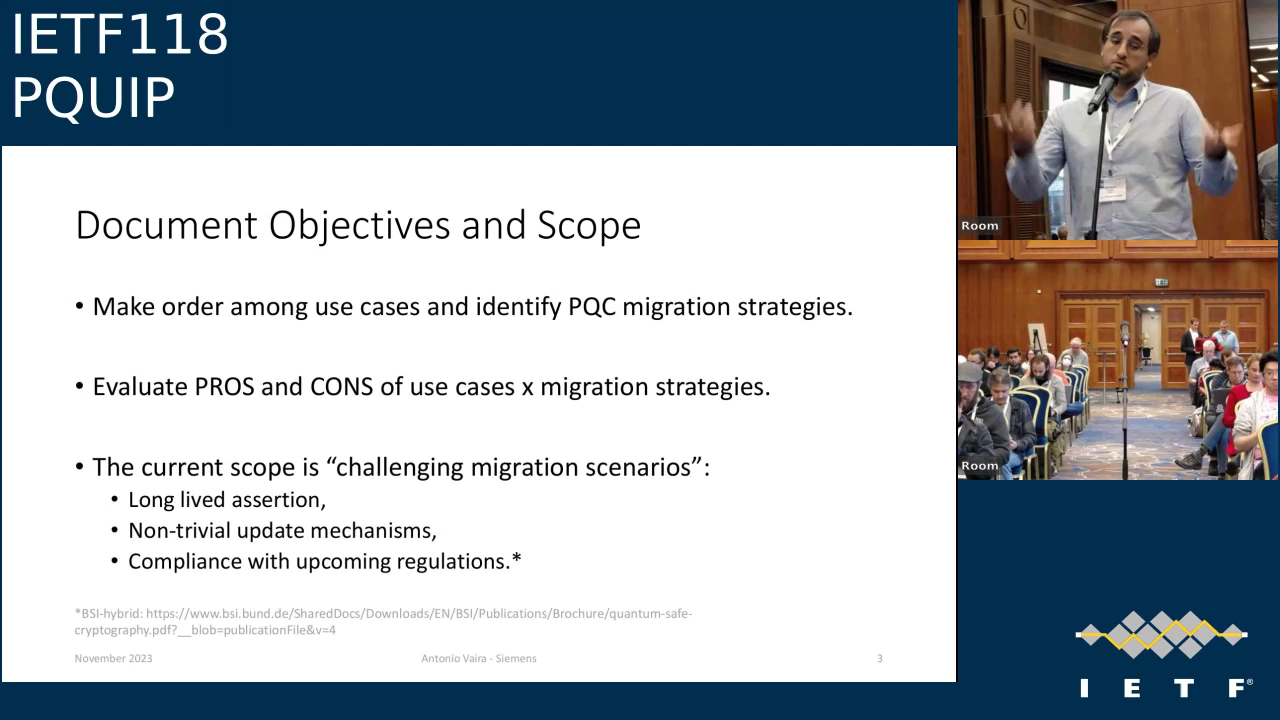 IETF118
PQUIP
Document Objectives and Scope
• Make order among use cases and identify PQC migration strategies.
• Evaluate PROS and CONS of use cases x migration strategies.
• The current scope is “challenging migration scenarios”:
• Long lived assertion,
• Non-trivial update mechanisms,
• Compliance with upcoming regulations.*
*BSI-hybrid: https://www.bsi.bund.de/SharedDocs/Downloads/EN/BSI/Publications/Brochure/quantum-safe-
cryptography.pdf?__blob=publicationFile&v=4
November 2023
Antonio Vaira - Siemens
3
Room
Room
I E T F®